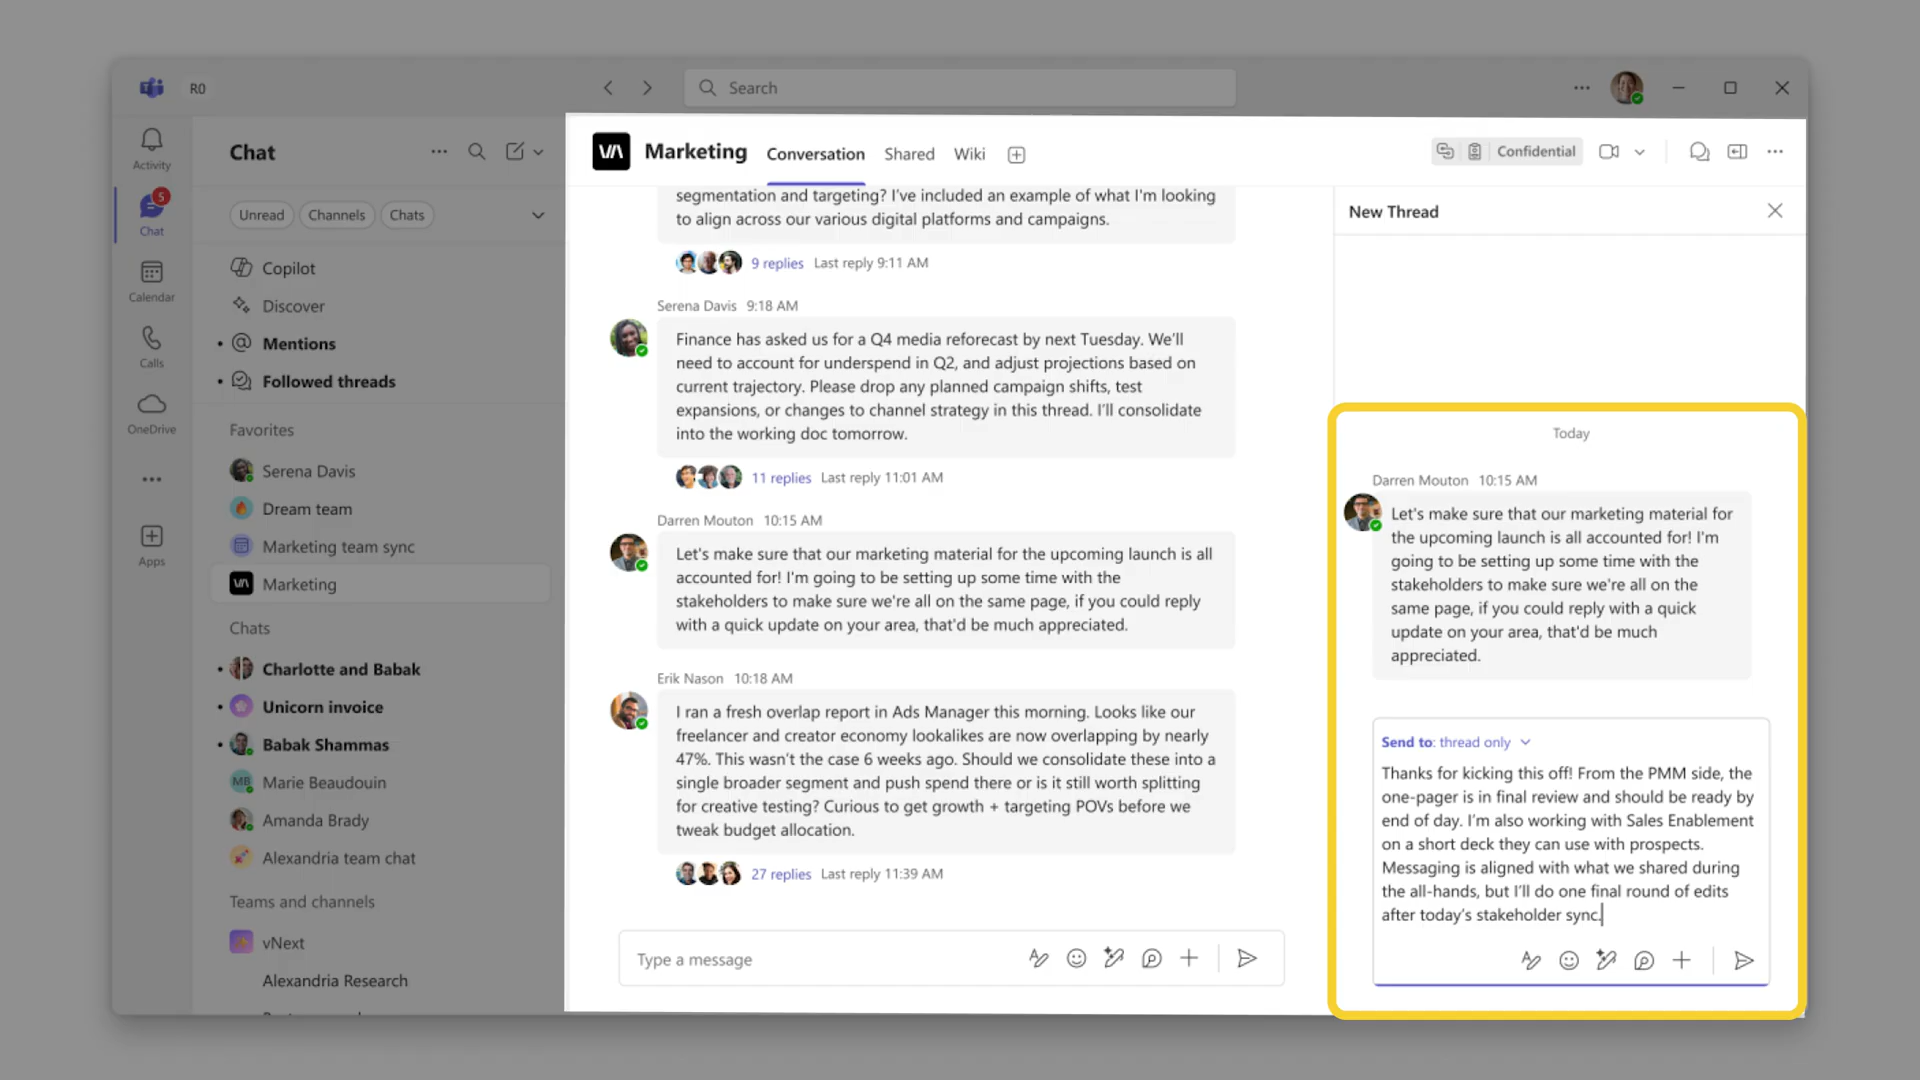 R0
Search
Activity
5
Chat
Calendar
Calls
OneDrive
Apps
Chat
Unread
Channels
Chats
Copilot
Discover
Mentions
Followed threads
Favorites
Serena Davis
Dream team
Marketing team sync
Marketing
Chats
Charlotte and Babak
Unicorn invoice
Babak Shammas
MB
Marie Beaudouin
Amanda Brady
Alexandria team chat
Teams and channels
vNext
Alexandria Research
Marketing
Conversation
Shared
Wiki
Confidential
segmentation and targeting? I've included an example of what I'm looking
to align across our various digital platforms and campaigns.
9 replies Last reply 9:11 AM
Serena Davis 9:18 AM
Finance has asked us for a Q4 media reforecast by next Tuesday. We'll
need to account for underspend in Q2, and adjust projections based on
current trajectory. Please drop any planned campaign shifts, test
expansions, or changes to channel strategy in this thread. I'll consolidate
into the working doc tomorrow.
11 replies Last reply 11:01 AM
Darren Mouton 10:15 AM
Let's make sure that our marketing material for the upcoming launch is all
accounted for! I'm going to be setting up some time with the
stakeholders to make sure we're all on the same page, if you could reply
with a quick update on your area, that'd be much appreciated.
Erik Nason 10:18 AM
I ran a fresh overlap report in Ads Manager this morning. Looks like our
freelancer and creator economy lookalikes are now overlapping by nearly
47%. This wasn't the case 6 weeks ago. Should we consolidate these into a
single broader segment and push spend there or is it still worth splitting
for creative testing? Curious to get growth + targeting POVs before we
tweak budget allocation.
27 replies Last reply 11:39 AM
Type a message
New Thread
Today
Darren Mouton 10:15 AM
Let's make sure that our marketing material for
the upcoming launch is all accounted for! I'm
going to be setting up some time with the
stakeholders to make sure we're all on the
same page, if you could reply with a quick
update on your area, that'd be much
appreciated.
Send to: thread only
Thanks for kicking this off! From the PMM side, the
one-pager is in final review and should be ready by
end of day. I'm also working with Sales Enablement
on a short deck they can use with prospects.
Messaging is aligned with what we shared during
the all-hands, but I'll do one final round of edits
after today's stakeholder sync.